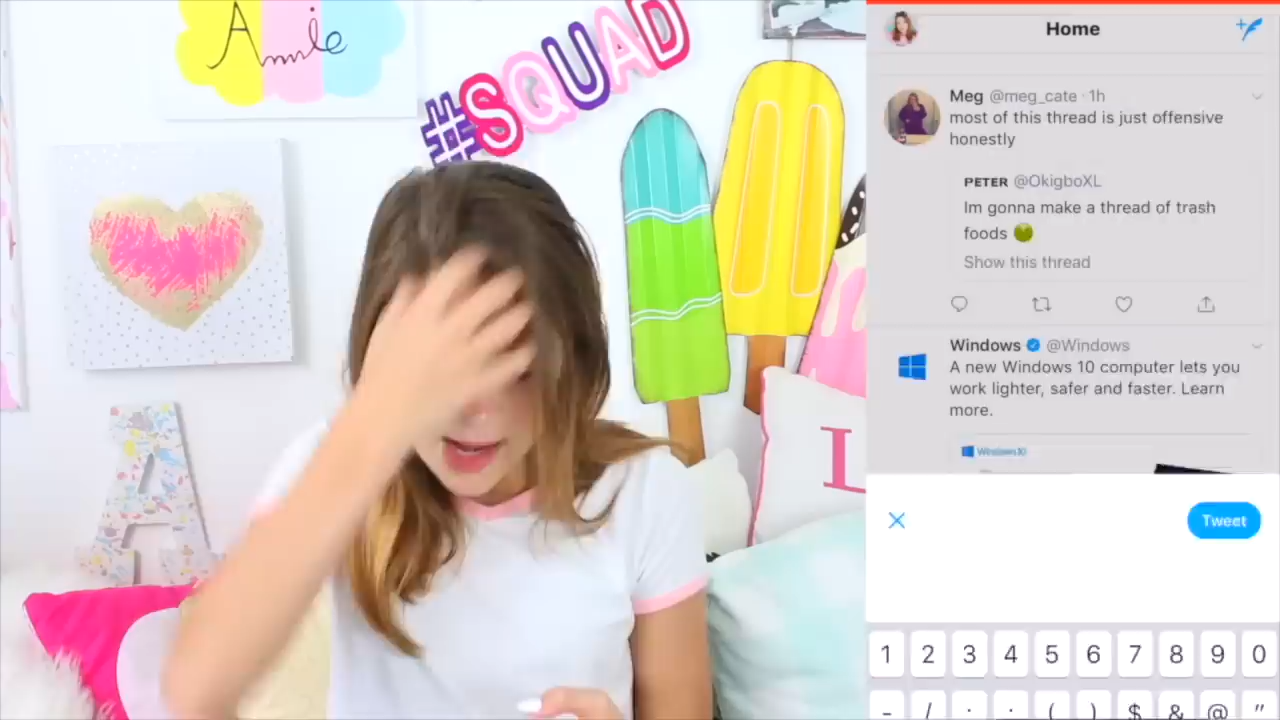 Annie
#SQUAD
L
Home
Meg @meg_cate · 1h
most of this thread is just offensive
honestly
PETER @OkigboXL
Im gonna make a thread of trash
foods 🤢
Show this thread
Windows @Windows
A new Windows 10 computer lets you
work lighter, safer and faster. Learn
more.
Windows10
Tweet
1 2 3 4 5 6 7 8 9 0
- / : ; ( ) $ & @ "
A